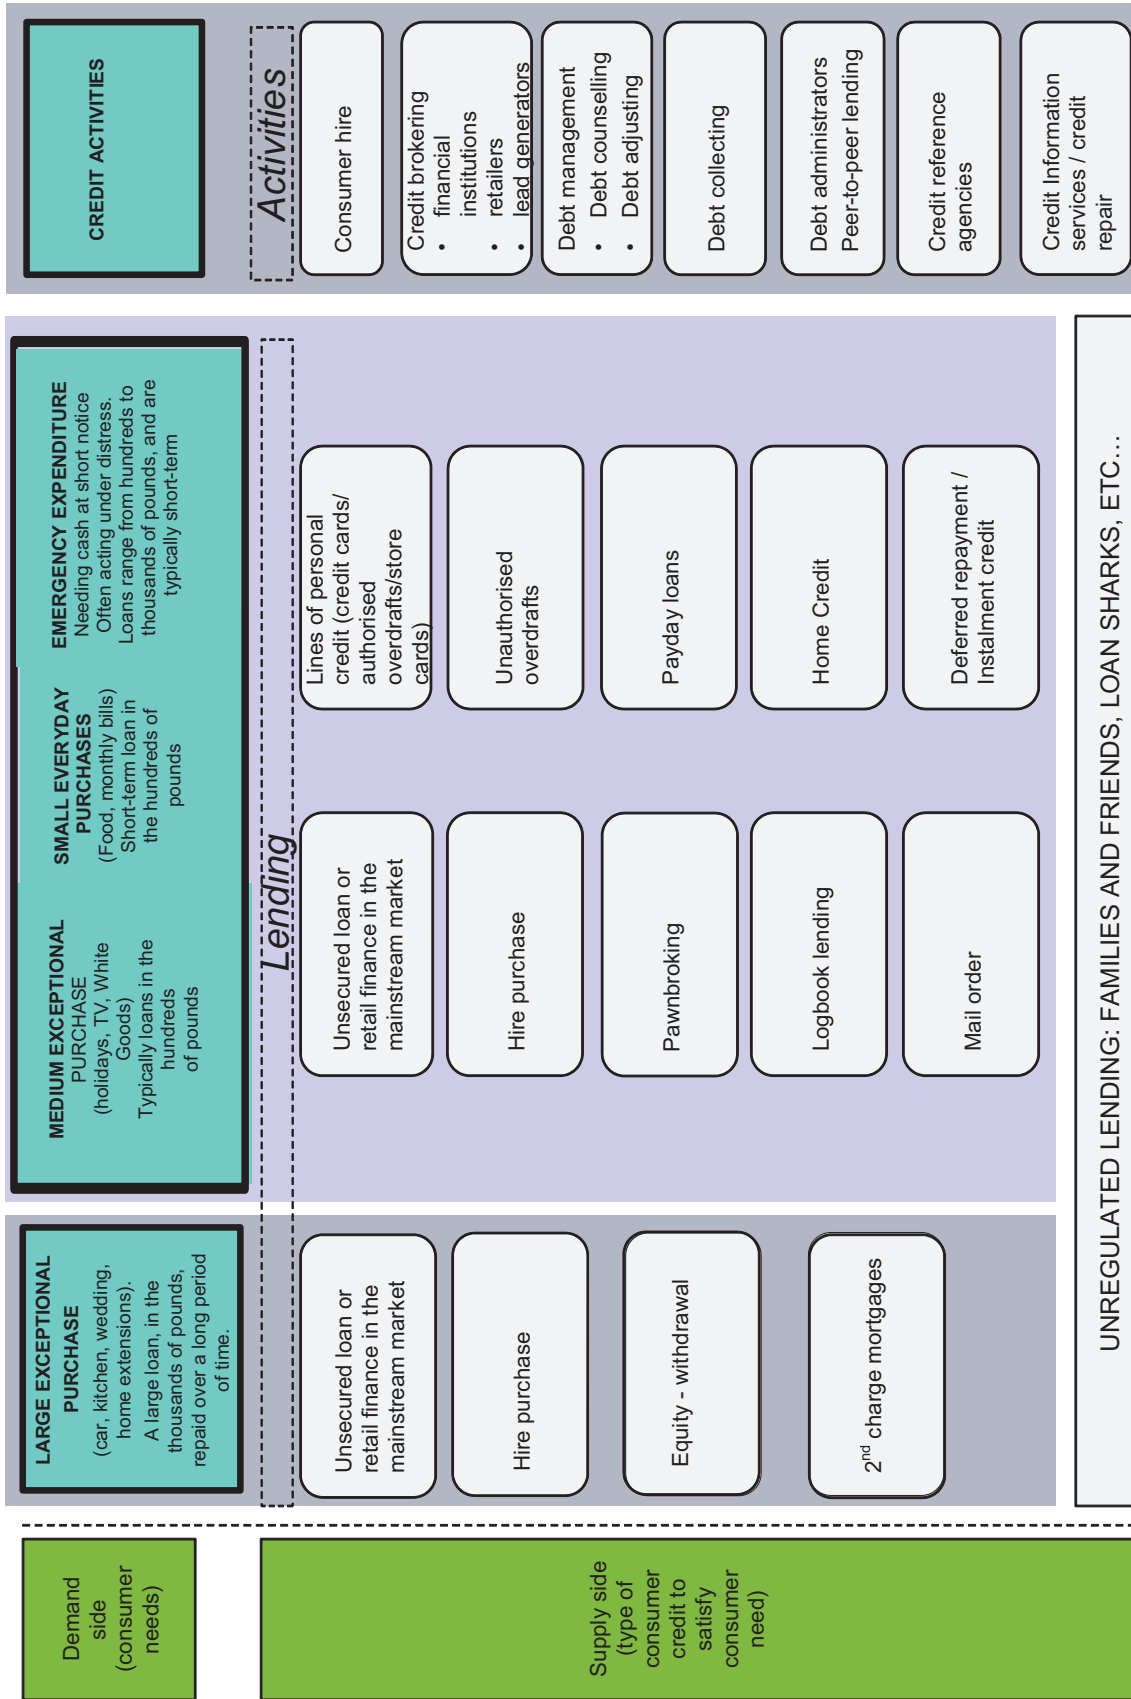 Demand
side
(consumer
needs)
LARGE EXCEPTIONAL
PURCHASE
(car, kitchen, wedding,
home extensions).
A large loan, in the
thousands of pounds,
repaid over a long period
of time.
MEDIUM EXCEPTIONAL
PURCHASE
(holidays, TV, White
Goods)
Typically loans in the
hundreds
of pounds
SMALL EVERYDAY
PURCHASES
(Food, monthly bills)
Short-term loan in
the hundreds of
pounds
EMERGENCY EXPENDITURE
Needing cash at short notice
Often acting under distress.
Loans range from hundreds to
thousands of pounds, and are
typically short-term
CREDIT ACTIVITIES
Supply side
(type of
consumer
credit to
satisfy
consumer
need)
Lending
Activities
Unsecured loan or
retail finance in the
mainstream market
Hire purchase
Equity - withdrawal
2nd charge mortgages
Unsecured loan or
retail finance in the
mainstream market
Hire purchase
Pawnbroking
Logbook lending
Mail order
Lines of personal
credit (credit cards/
authorised
overdrafts/store
cards)
Unauthorised
overdrafts
Payday loans
Home Credit
Deferred repayment /
Instalment credit
Consumer hire
Credit brokering
• financial
institutions
• retailers
• lead generators
Debt management
• Debt counselling
• Debt adjusting
Debt collecting
Debt administrators
Peer-to-peer lending
Credit reference
agencies
Credit Information
services / credit
repair
UNREGULATED LENDING: FAMILIES AND FRIENDS, LOAN SHARKS, ETC…